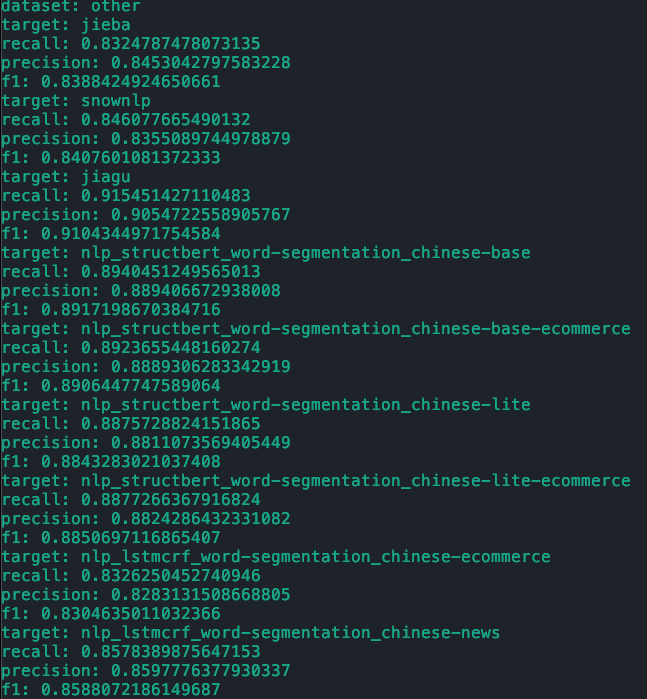 dataset: other
target: jieba
recall: 0.8324787478073135
precision: 0.8453042797583228
f1: 0.8388424924650661
target: snownlp
recall: 0.846077665490132
precision: 0.8355089744978879
f1: 0.8407601081372333
target: jiagu
recall: 0.915451427110483
precision: 0.9054722558905767
f1: 0.9104344971754584
target: nlp_structbert_word-segmentation_chinese-base
recall: 0.8940451249565013
precision: 0.889406672938008
f1: 0.8917198670384716
target: nlp_structbert_word-segmentation_chinese-base-ecommerce
recall: 0.8923655448160274
precision: 0.8889306283342919
f1: 0.8906447747589064
target: nlp_structbert_word-segmentation_chinese-lite
recall: 0.8875728824151865
precision: 0.8811073569405449
f1: 0.8843283021037408
target: nlp_structbert_word-segmentation_chinese-lite-ecommerce
recall: 0.8877266367916824
precision: 0.8824286432331082
f1: 0.8850697116865407
target: nlp_lstmcrf_word-segmentation_chinese-ecommerce
recall: 0.8326250452740946
precision: 0.8283131508668805
f1: 0.8304635011032366
target: nlp_lstmcrf_word-segmentation_chinese-news
recall: 0.8578389875647153
precision: 0.8597776377930337
f1: 0.8588072186149687